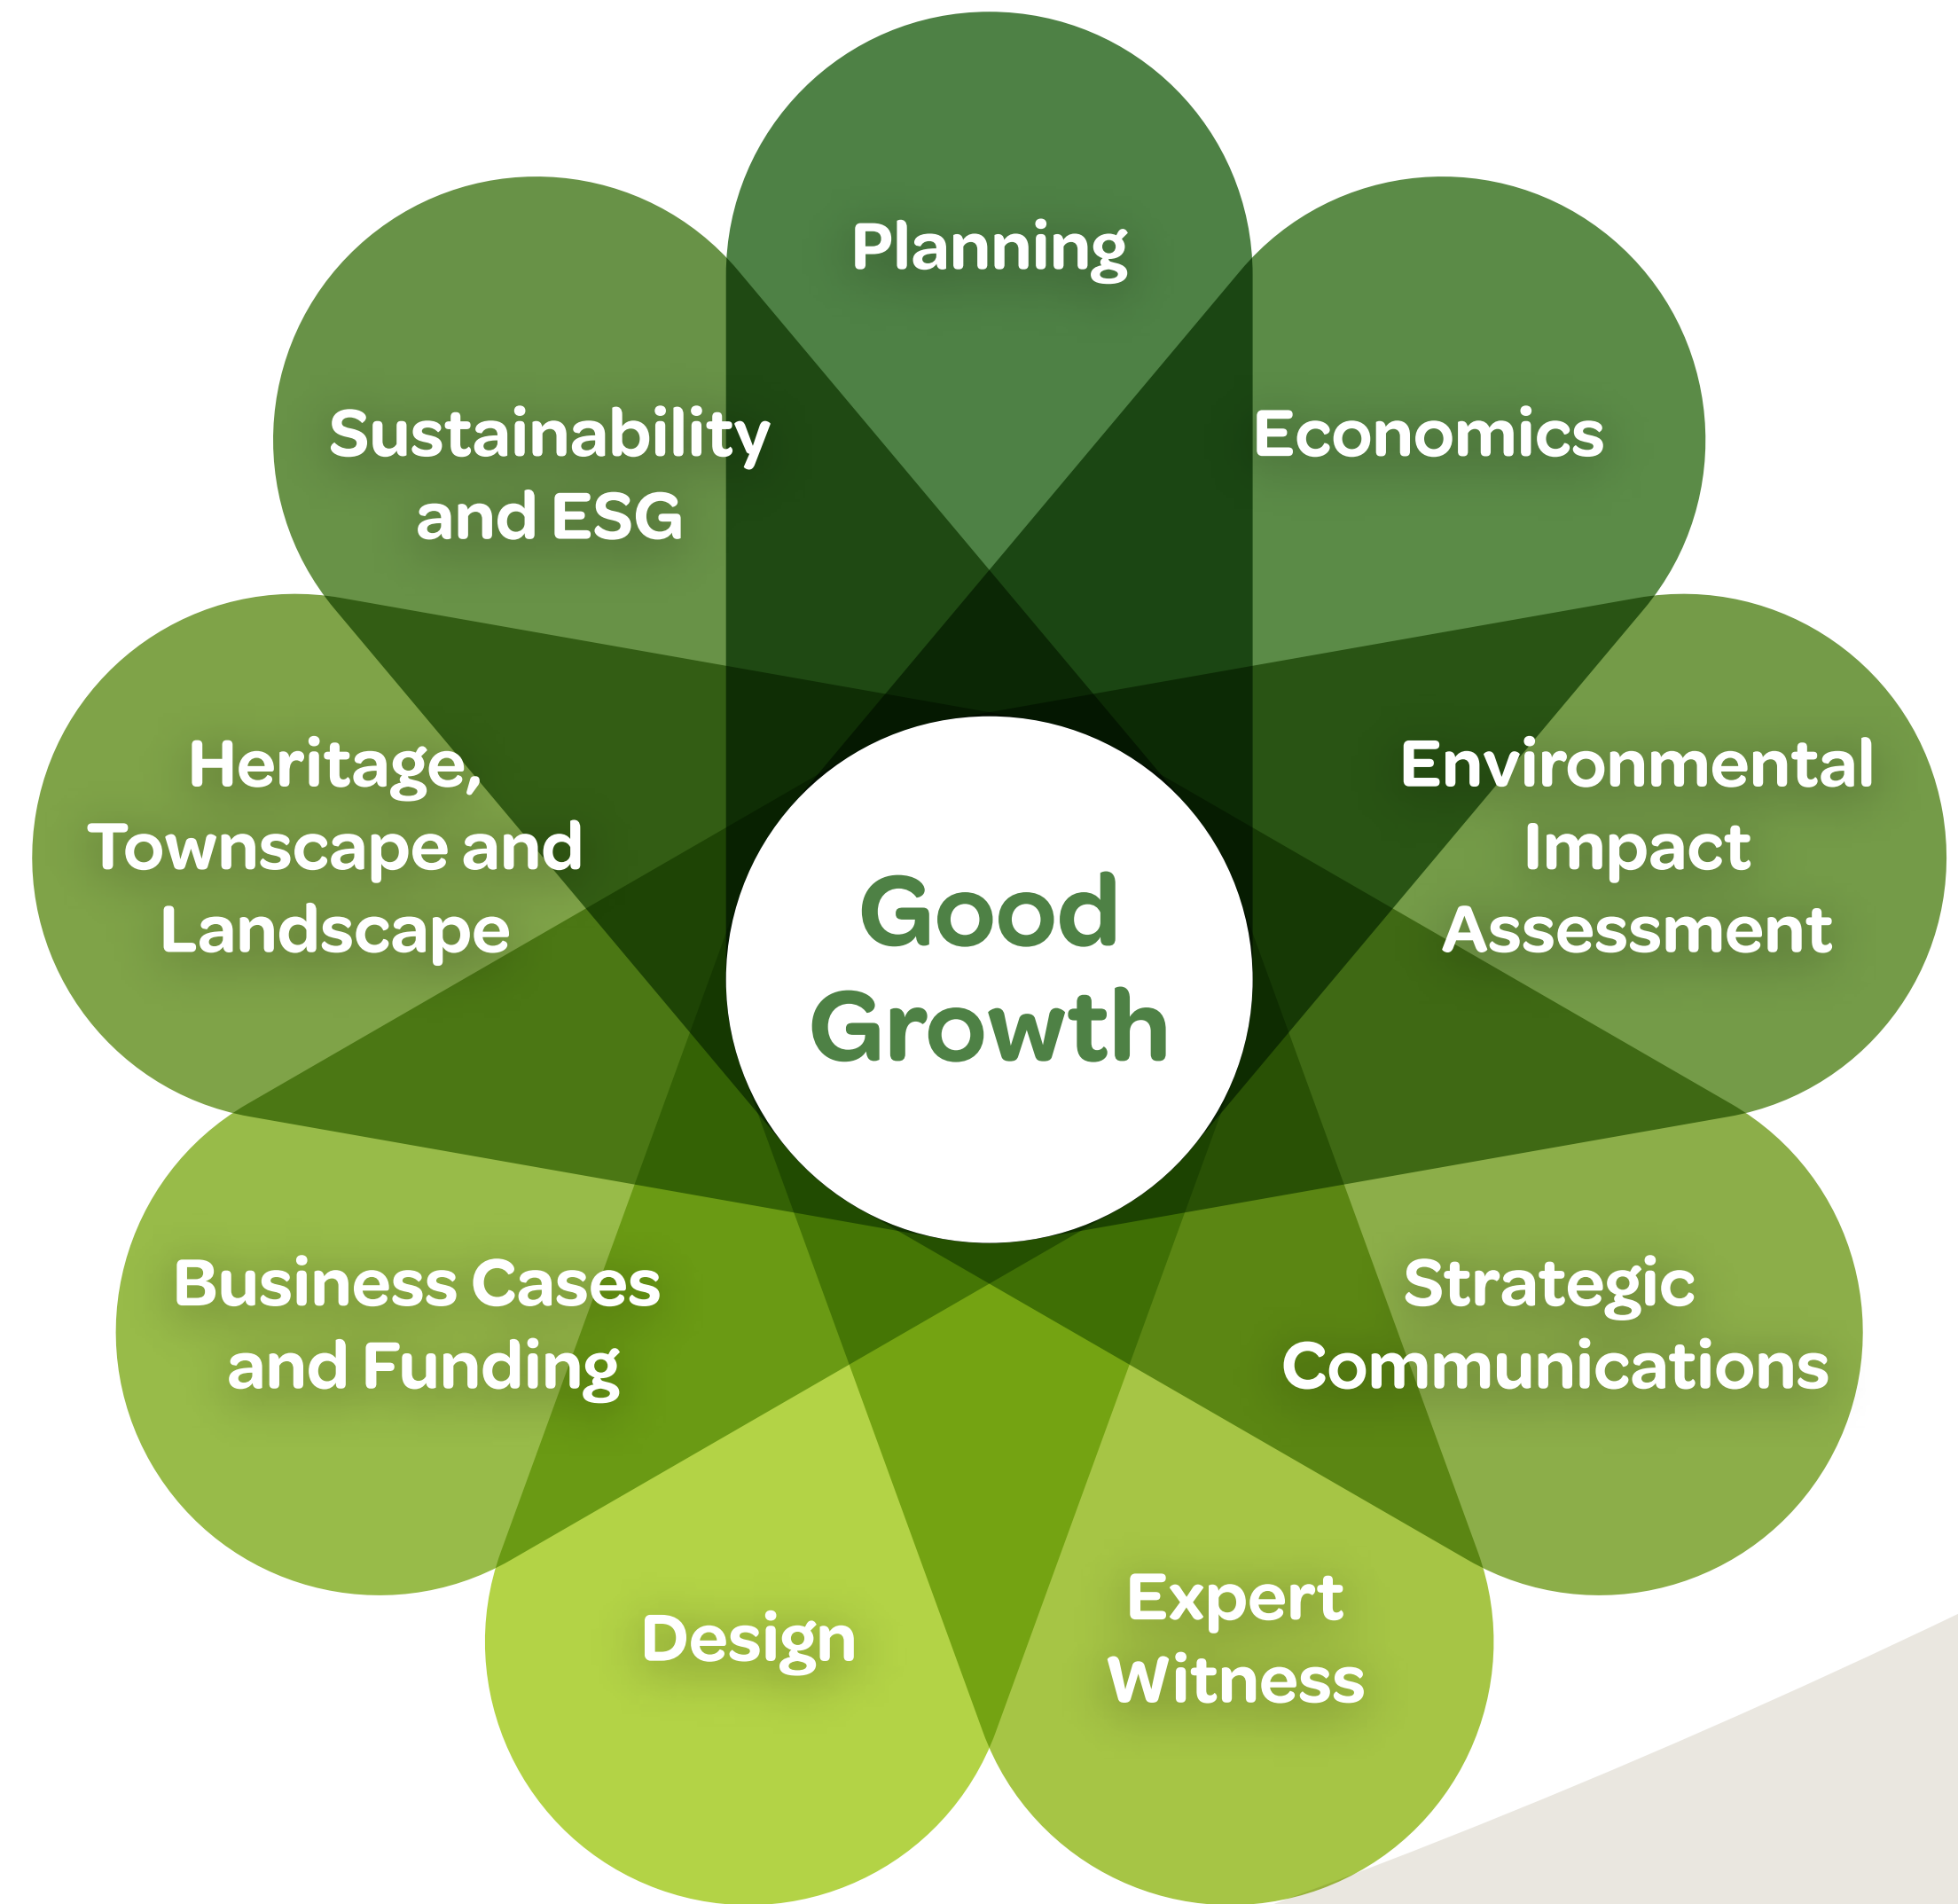 Planning
Economics
Environmental
Impact
Assessment
Strategic
Communications
Expert
Witness
Design
Business Cases
and Funding
Heritage,
Townscape and
Landscape
Sustainability
and ESG
Good
Growth